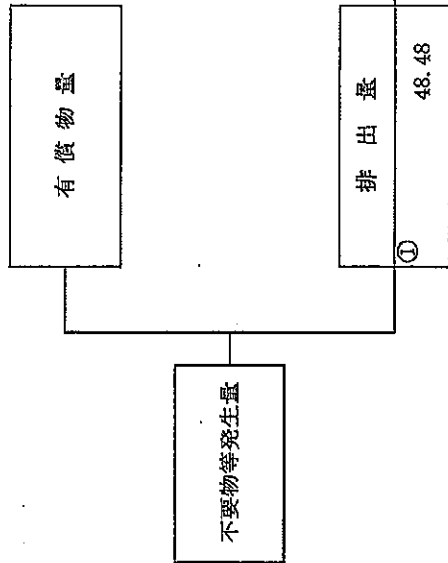 不要物等発生量
有償物量
排出量
①
48.48